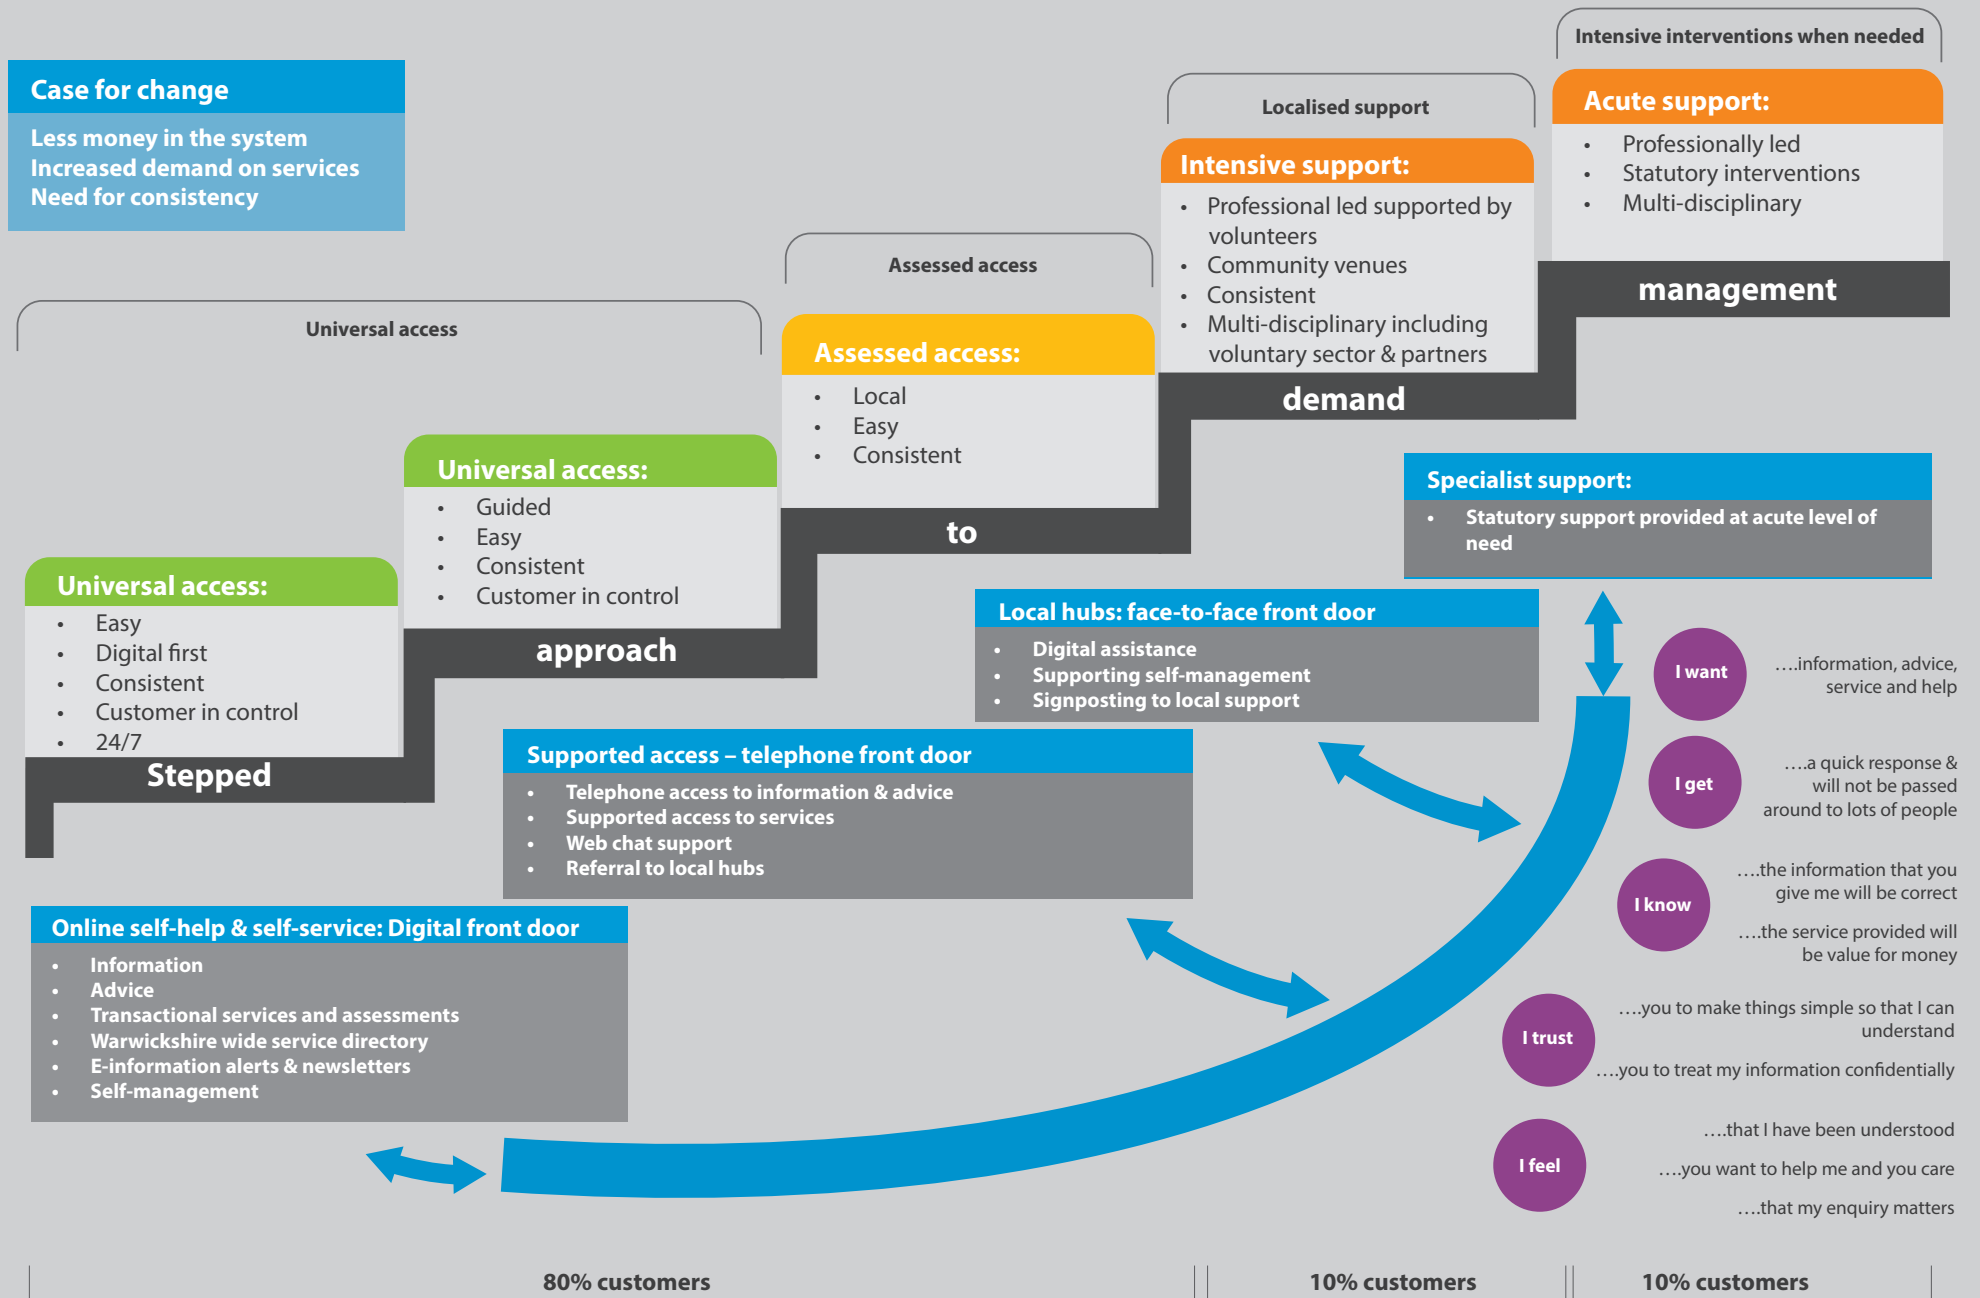 Case for change
Less money in the system
Increased demand on services
Need for consistency
Universal access
Assessed access
Localised support
Intensive interventions when needed
Universal access:
• Easy
• Digital first
• Consistent
• Customer in control
• 24/7
Universal access:
• Guided
• Easy
• Consistent
• Customer in control
Assessed access:
• Local
• Easy
• Consistent
Intensive support:
• Professional led supported by
volunteers
• Community venues
• Consistent
• Multi-disciplinary including
voluntary sector & partners
Acute support:
• Professionally led
• Statutory interventions
• Multi-disciplinary
Stepped
approach
to
demand
management
Online self-help & self-service: Digital front door
• Information
• Advice
• Transactional services and assessments
• Warwickshire wide service directory
• E-information alerts & newsletters
• Self-management
Supported access – telephone front door
• Telephone access to information & advice
• Supported access to services
• Web chat support
• Referral to local hubs
Local hubs: face-to-face front door
• Digital assistance
• Supporting self-management
• Signposting to local support
Specialist support:
• Statutory support provided at acute level of
need
I want
….information, advice,
service and help
I get
….a quick response &
will not be passed
around to lots of people
I know
….the information that you
give me will be correct
….the service provided will
be value for money
I trust
….you to make things simple so that I can
understand
….you to treat my information confidentially
I feel
….that I have been understood
….you want to help me and you care
….that my enquiry matters
80% customers
10% customers
10% customers